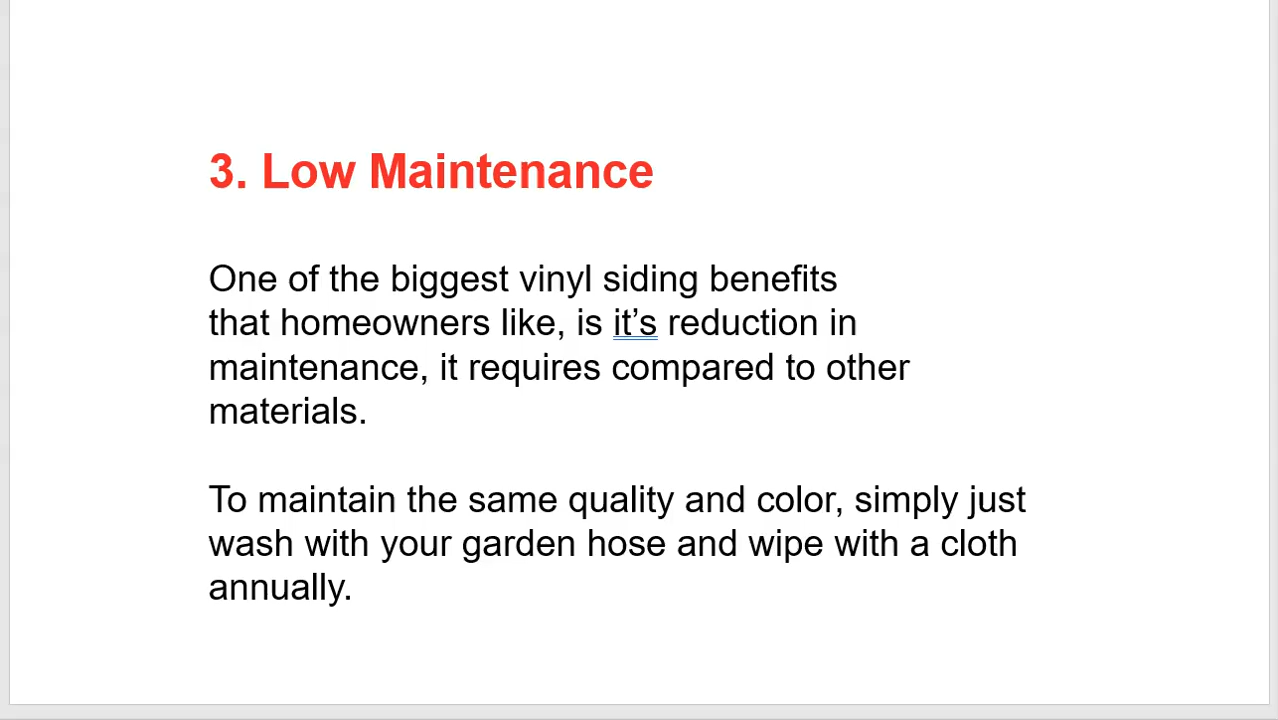 3. Low Maintenance
One of the biggest vinyl siding benefits
that homeowners like, is it’s reduction in
maintenance, it requires compared to other
materials.
To maintain the same quality and color, simply just
wash with your garden hose and wipe with a cloth
annually.